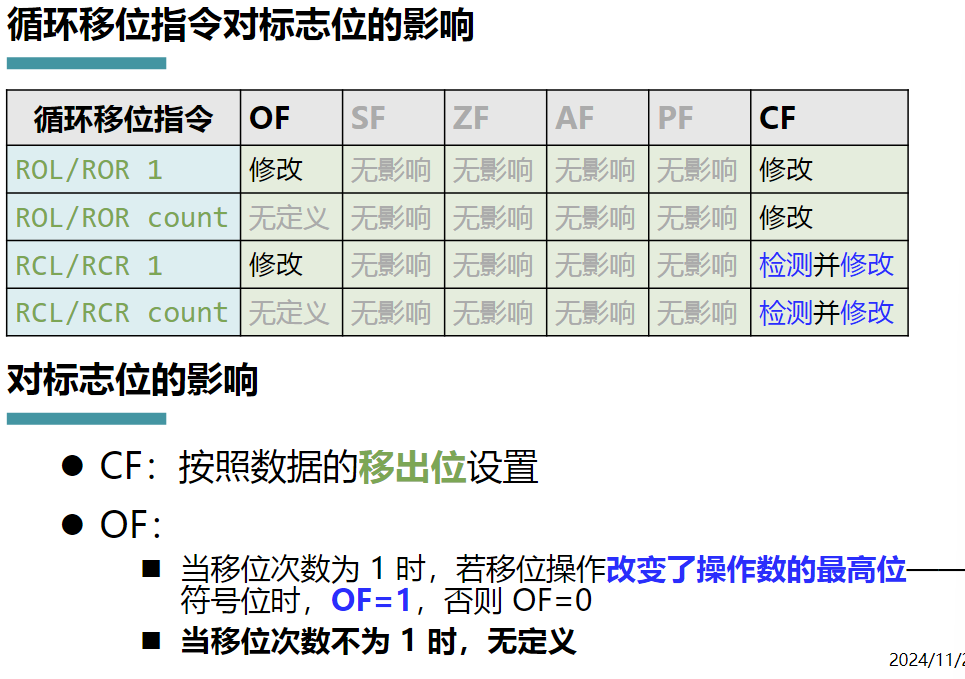 循环移位指令对标志位的影响
循环移位指令 OF SF ZF AF PF CF
ROL/ROR 1 修改 无影响 无影响 无影响 无影响 修改
ROL/ROR count 无定义 无影响 无影响 无影响 无影响 修改
RCL/RCR 1 修改 无影响 无影响 无影响 无影响 检测并修改
RCL/RCR count 无定义 无影响 无影响 无影响 无影响 检测并修改
对标志位的影响
● CF：按照数据的移出位设置
● OF：
■ 当移位次数为 1 时，若移位操作改变了操作数的最高位——
符号位时，OF=1，否则 OF=0
■ 当移位次数不为 1 时，无定义
2024/11/2